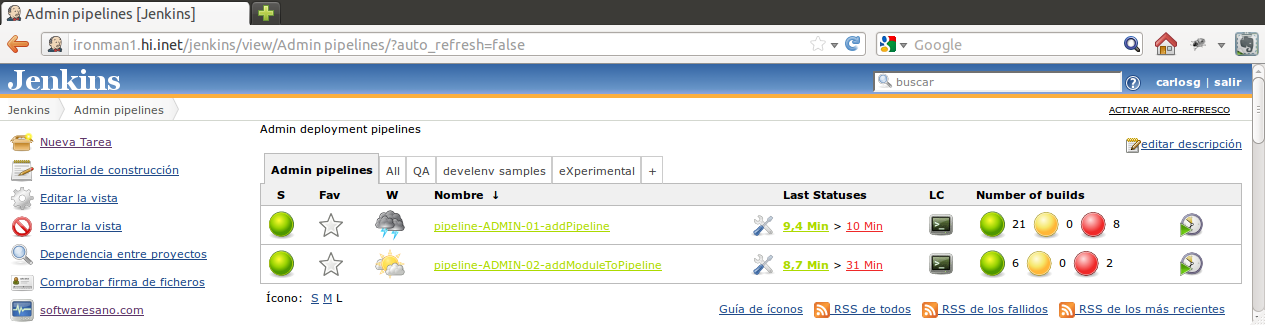 Admin pipelines [Jenkins]
ironman1.hi.inet/jenkins/view/Admin pipelines/?auto_refresh=false
Google
Jenkins
buscar
carlosg | salir
Jenkins
Admin pipelines
ACTIVAR AUTO-REFRESCO
Nueva Tarea
Historial de construcción
Editar la vista
Borrar la vista
Dependencia entre proyectos
Comprobar firma de ficheros
softwaresano.com
Admin deployment pipelines
editar descripción
Admin pipelines All QA develenv samples eXperimental +
S Fav W Nombre ↓ Last Statuses LC Number of builds
pipeline-ADMIN-01-addPipeline 9,4 Min > 10 Min 21 0 8
pipeline-ADMIN-02-addModuleToPipeline 8,7 Min > 31 Min 6 0 2
Ícono: S M L
Guía de íconos RSS de todos RSS de los fallidos RSS de los más recientes